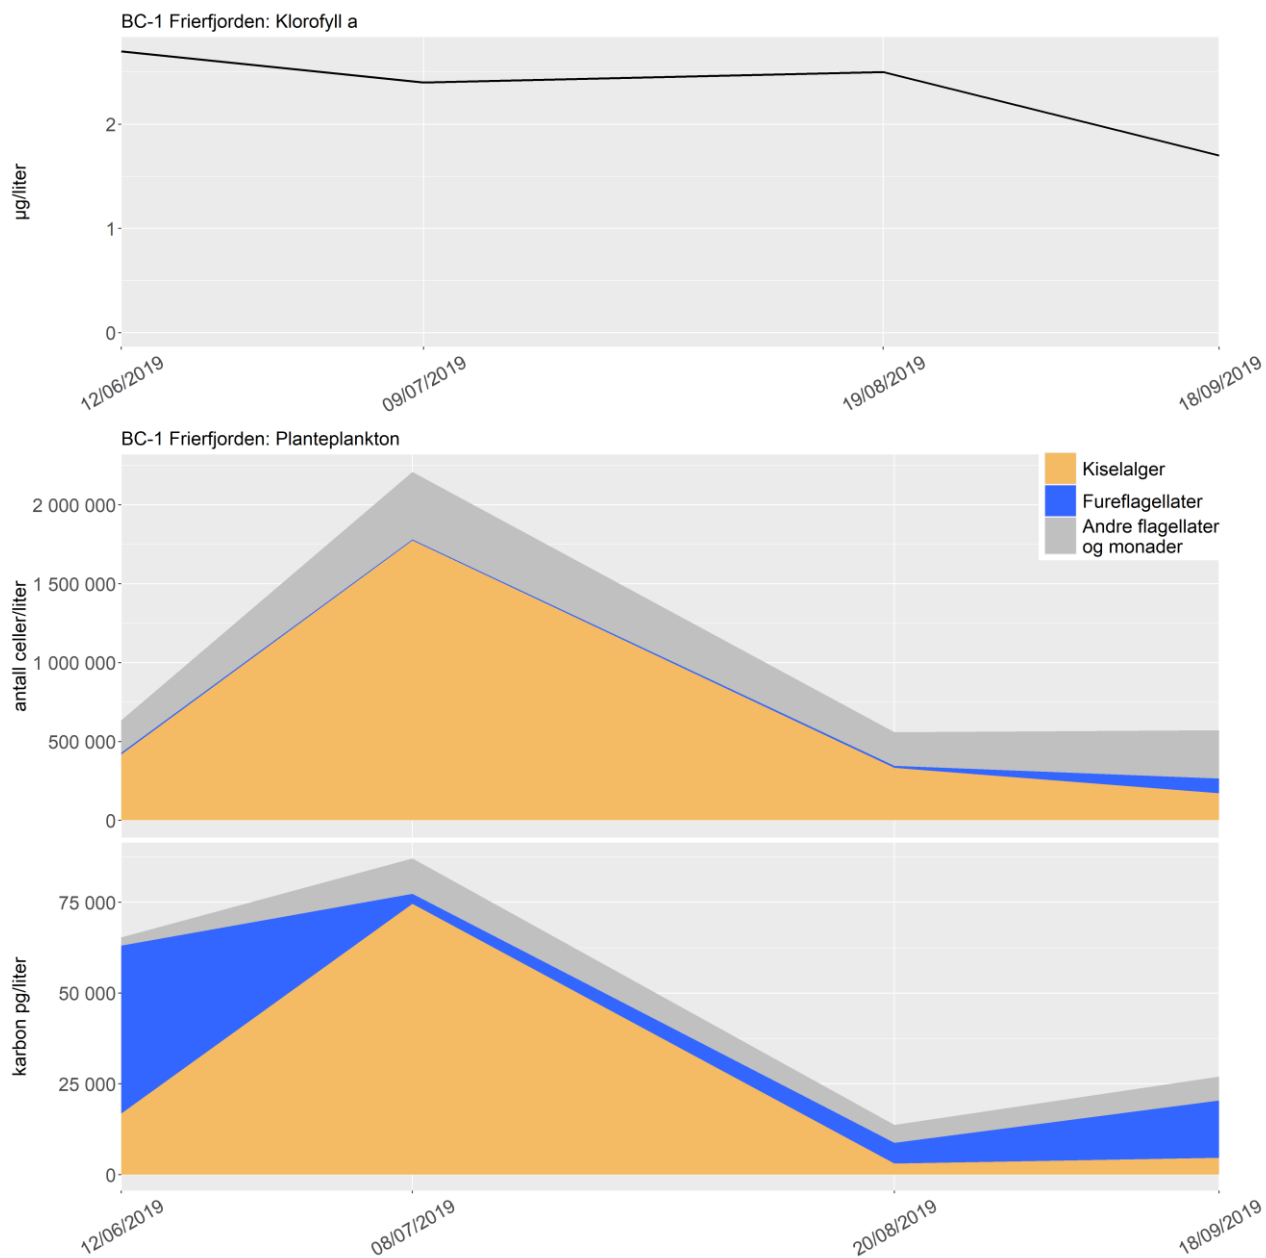 BC-1 Frierfjorden: Klorofyll a
µg/liter
2
1
0
12/06/2019
09/07/2019
19/08/2019
18/09/2019
BC-1 Frierfjorden: Planteplankton
Kiselalger
Fureflagellater
Andre flagellater
og monader
antall celler/liter
2 000 000
1 500 000
1 000 000
500 000
0
karbon pg/liter
75 000
50 000
25 000
0
12/06/2019
08/07/2019
20/08/2019
18/09/2019